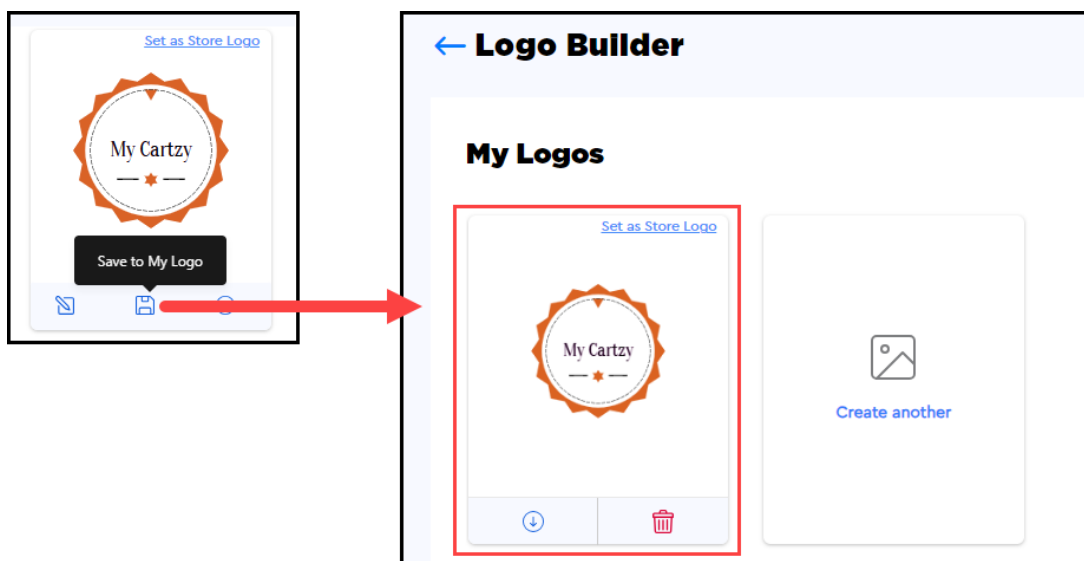 Set as Store Logo
My Cartzy
Save to My Logo
Logo Builder
My Logos
Set as Store Logo
My Cartzy
Create another